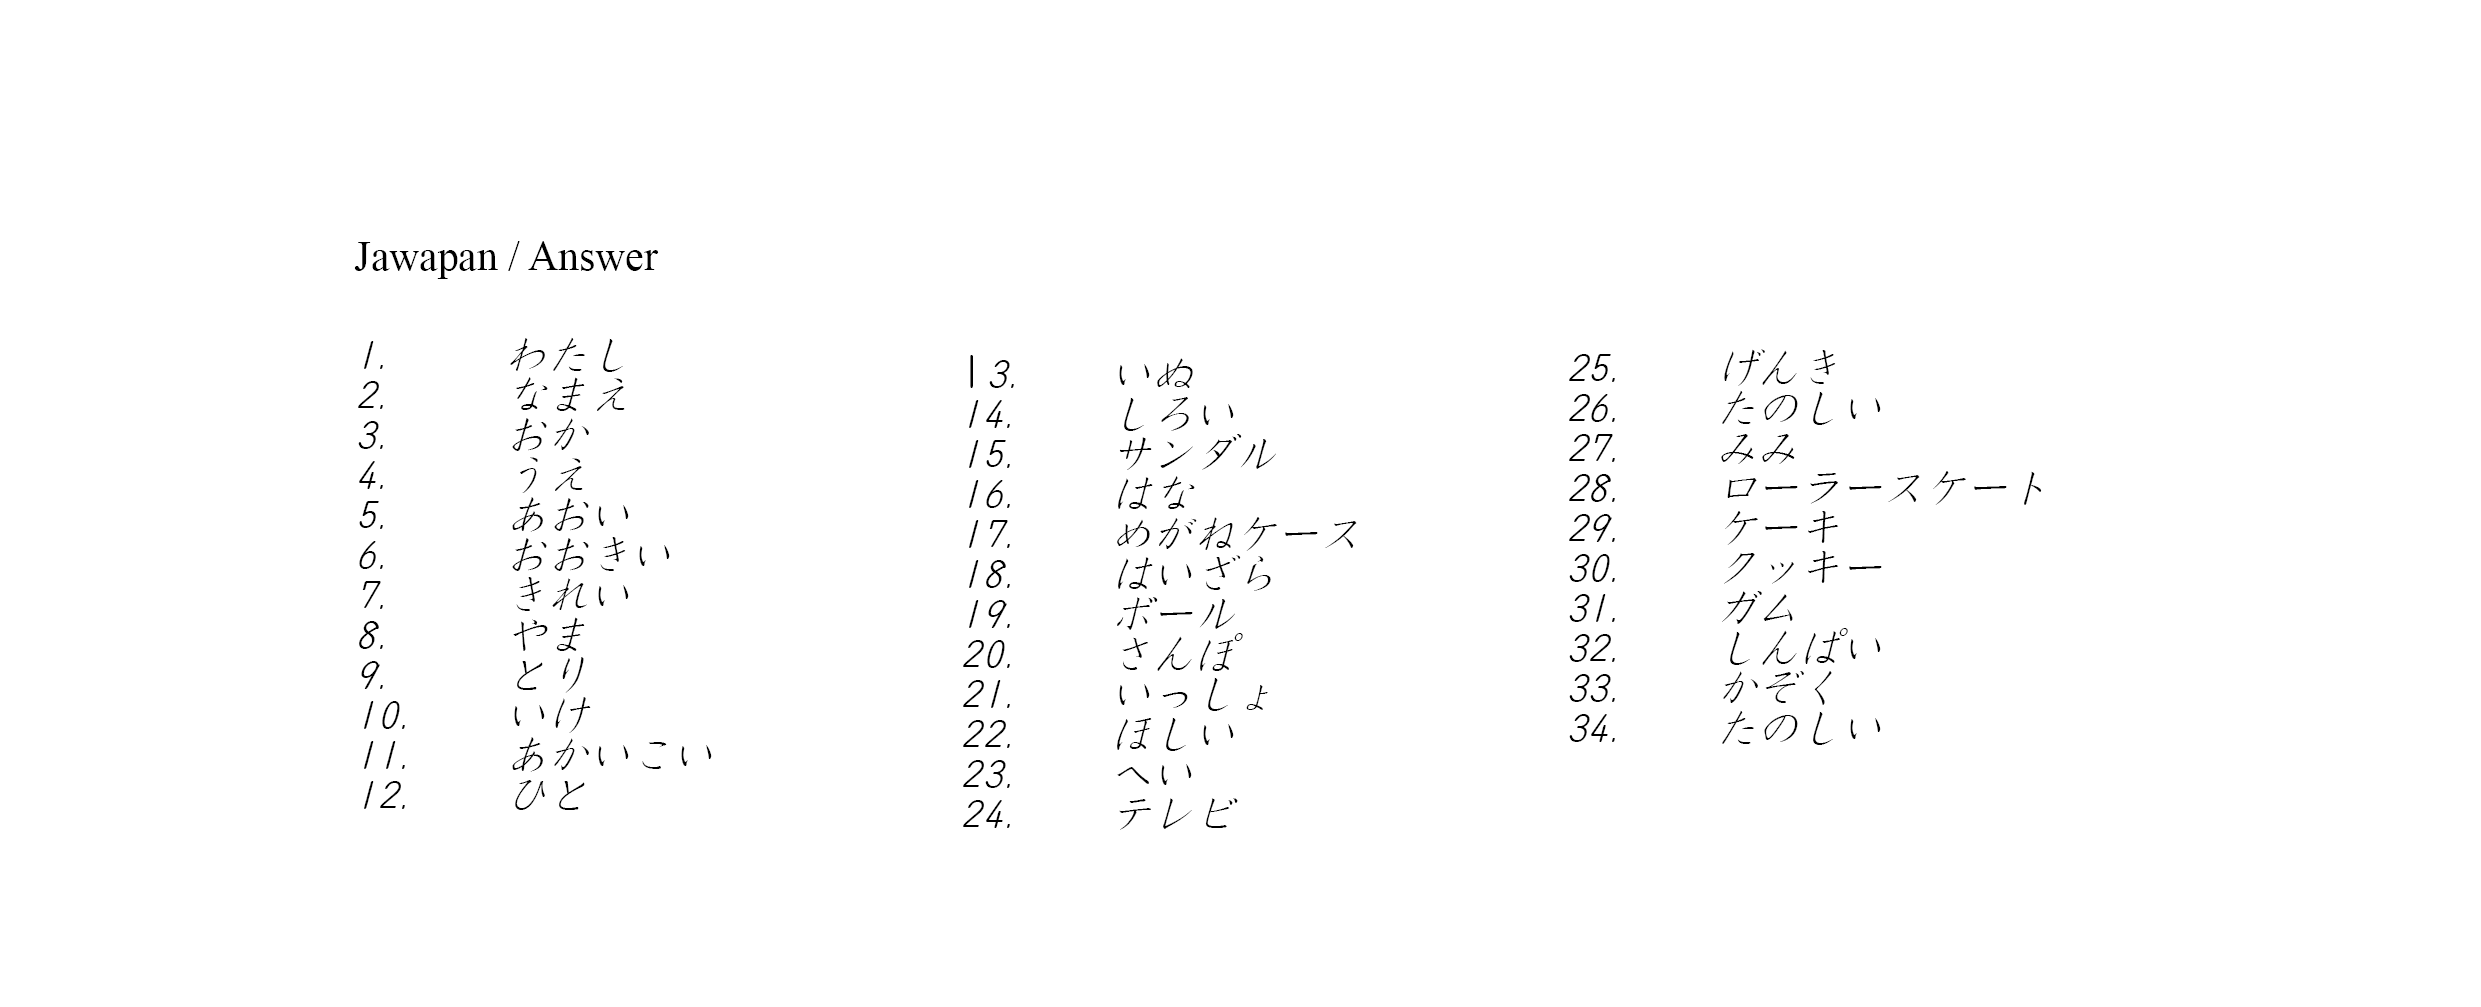 Jawapan / Answer
1. わたし
2. なまえ
3. おか
4. うえ
5. あおい
6. おおきい
7. きれい
8. やま
9. とり
10. いけ
11. あかいこい
12. ひと
13. いぬ
14. しろい
15. サンダル
16. はな
17. めがねケース
18. はいざら
19. ボール
20. さんぽ
21. いっしょ
22. ほしい
23. へい
24. テレビ
25. げんき
26. たのしい
27. みみ
28. ローラースケート
29. ケーキ
30. クッキー
31. ガム
32. しんぱい
33. かぞく
34. たのしい